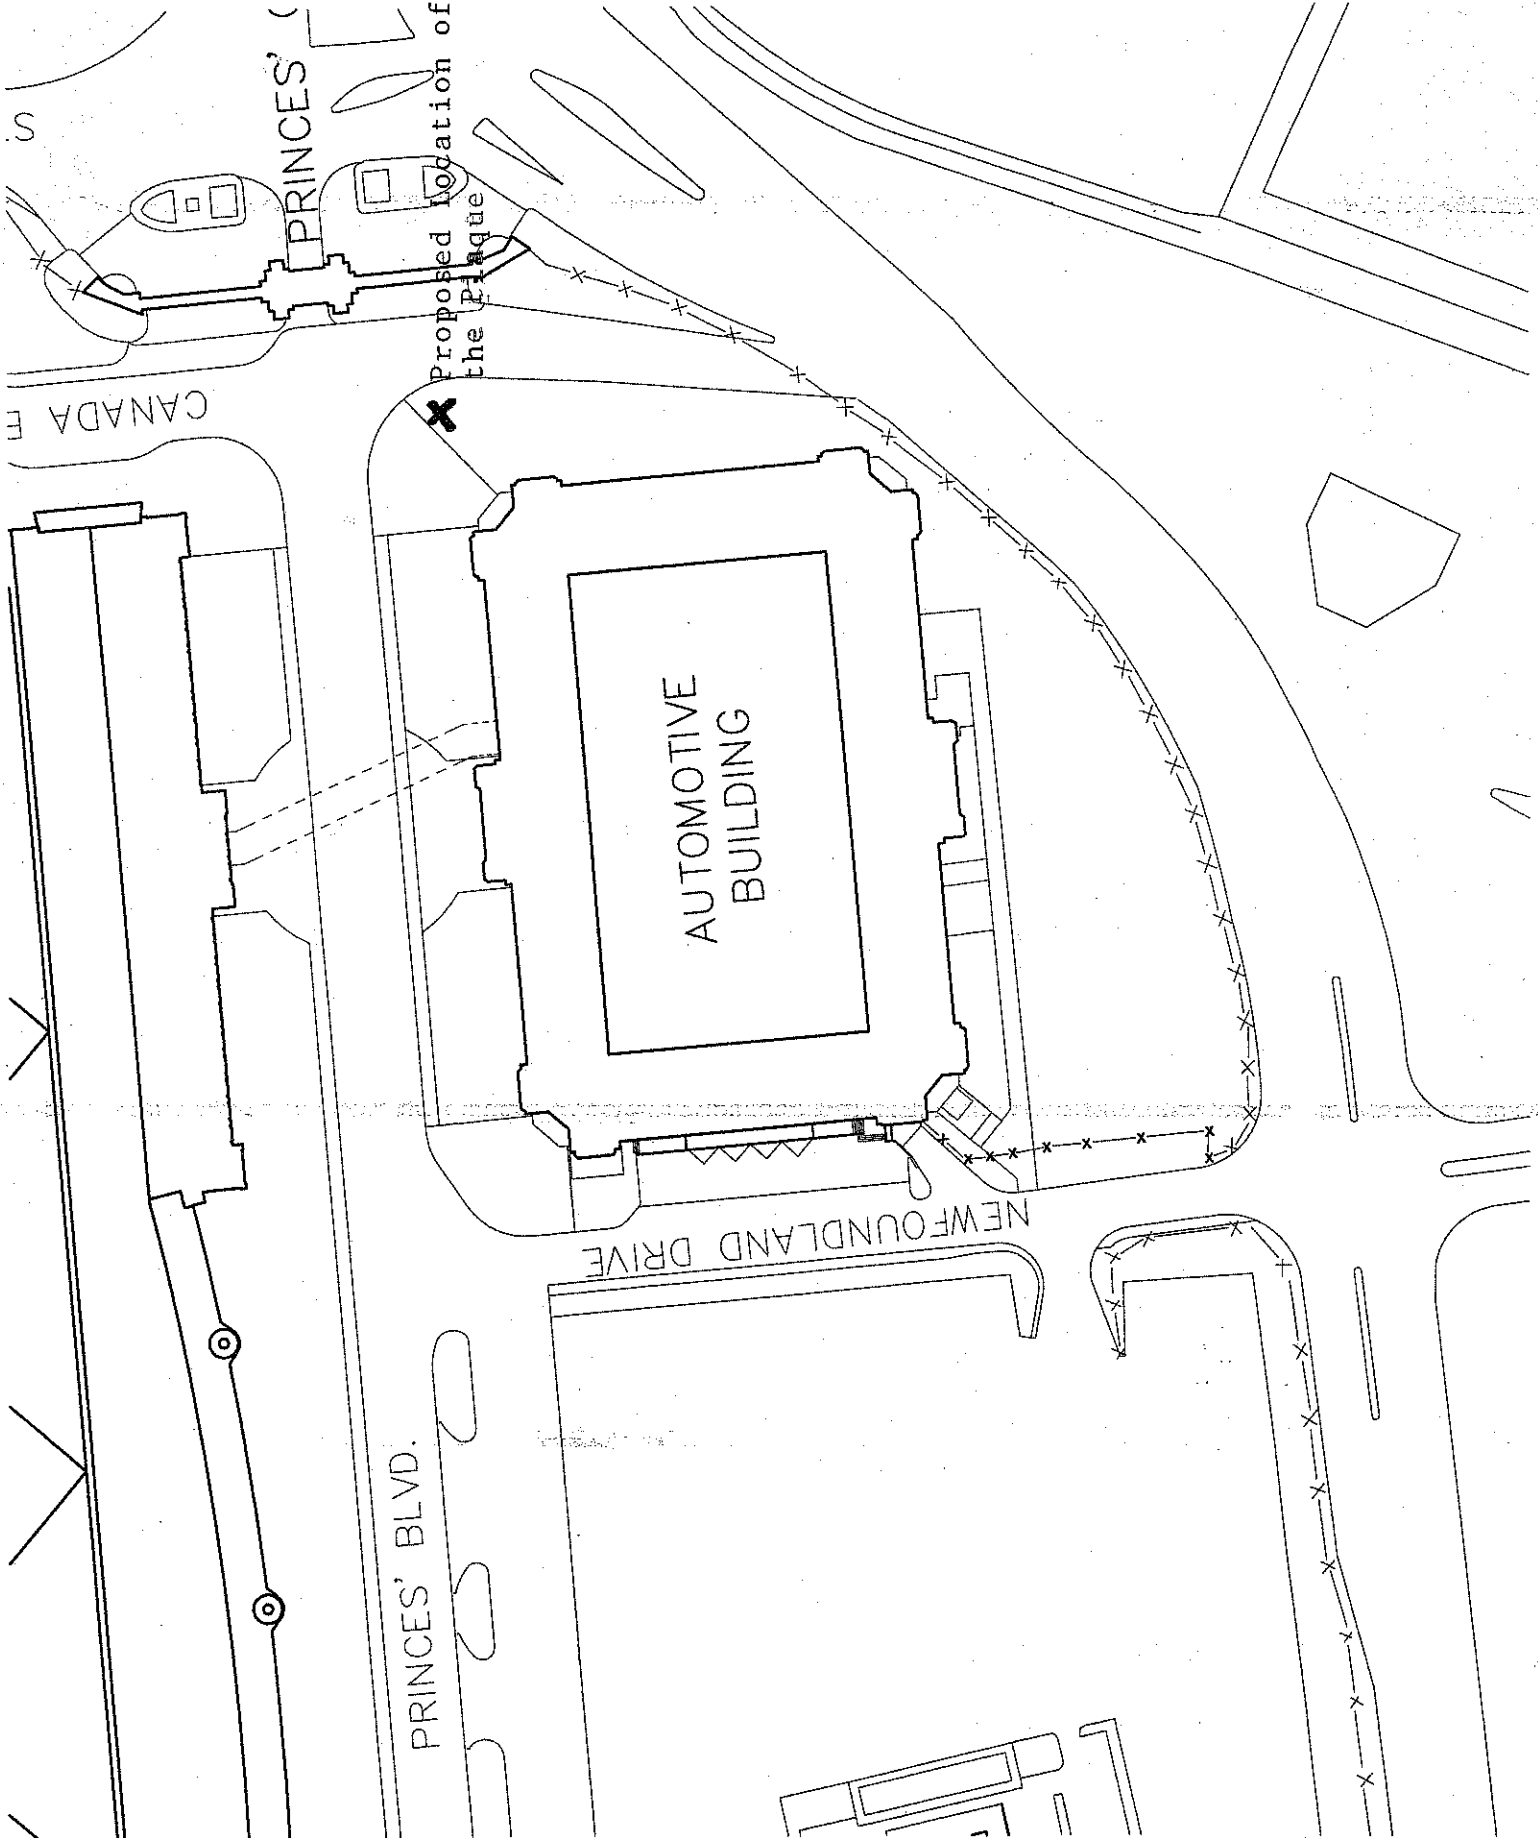 PRINCES'
Proposed Location of
the Plaque
CANADA
AUTOMOTIVE
BUILDING
NEWFOUNDLAND DRIVE
PRINCES' BLVD.